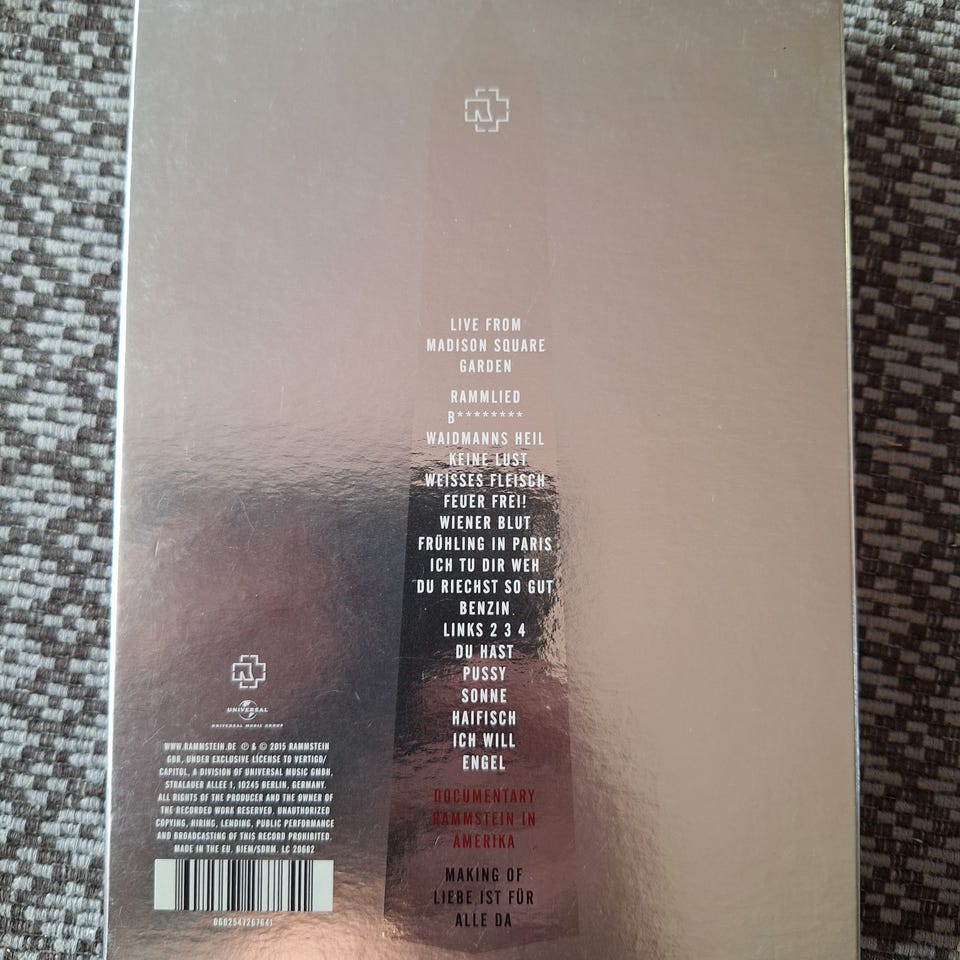 LIVE FROM
MADISON SQUARE
GARDEN
RAMMLIED
B********
WAIDMANNS HEIL
KEINE LUST
WEISSES FLEISCH
FEUER FREI!
WIENER BLUT
FRÜHLING IN PARIS
ICH TU DIR WEH
DU RIECHST SO GUT
BENZIN
LINKS 2 3 4
DU HAST
PUSSY
SONNE
HAIFISCH
ICH WILL
ENGEL
DOCUMENTARY
RAMMSTEIN IN
AMERIKA
MAKING OF
LIEBE IST FÜR
ALLE DA
UNIVERSAL
UNIVERSAL MUSIC GROUP
WWW.RAMMSTEIN.DE ℗ & © 2015 RAMMSTEIN
GBR, UNDER EXCLUSIVE LICENSE TO VERTIGO/
CAPITOL, A DIVISION OF UNIVERSAL MUSIC GMBH,
STRALAUER ALLEE 1, 10245 BERLIN, GERMANY.
ALL RIGHTS OF THE PRODUCER AND THE OWNER OF
THE RECORDED WORK RESERVED. UNAUTHORIZED
COPYING, HIRING, LENDING, PUBLIC PERFORMANCE
AND BROADCASTING OF THIS RECORD PROHIBITED.
MADE IN THE EU. BIEM/SDRM. LC 20682